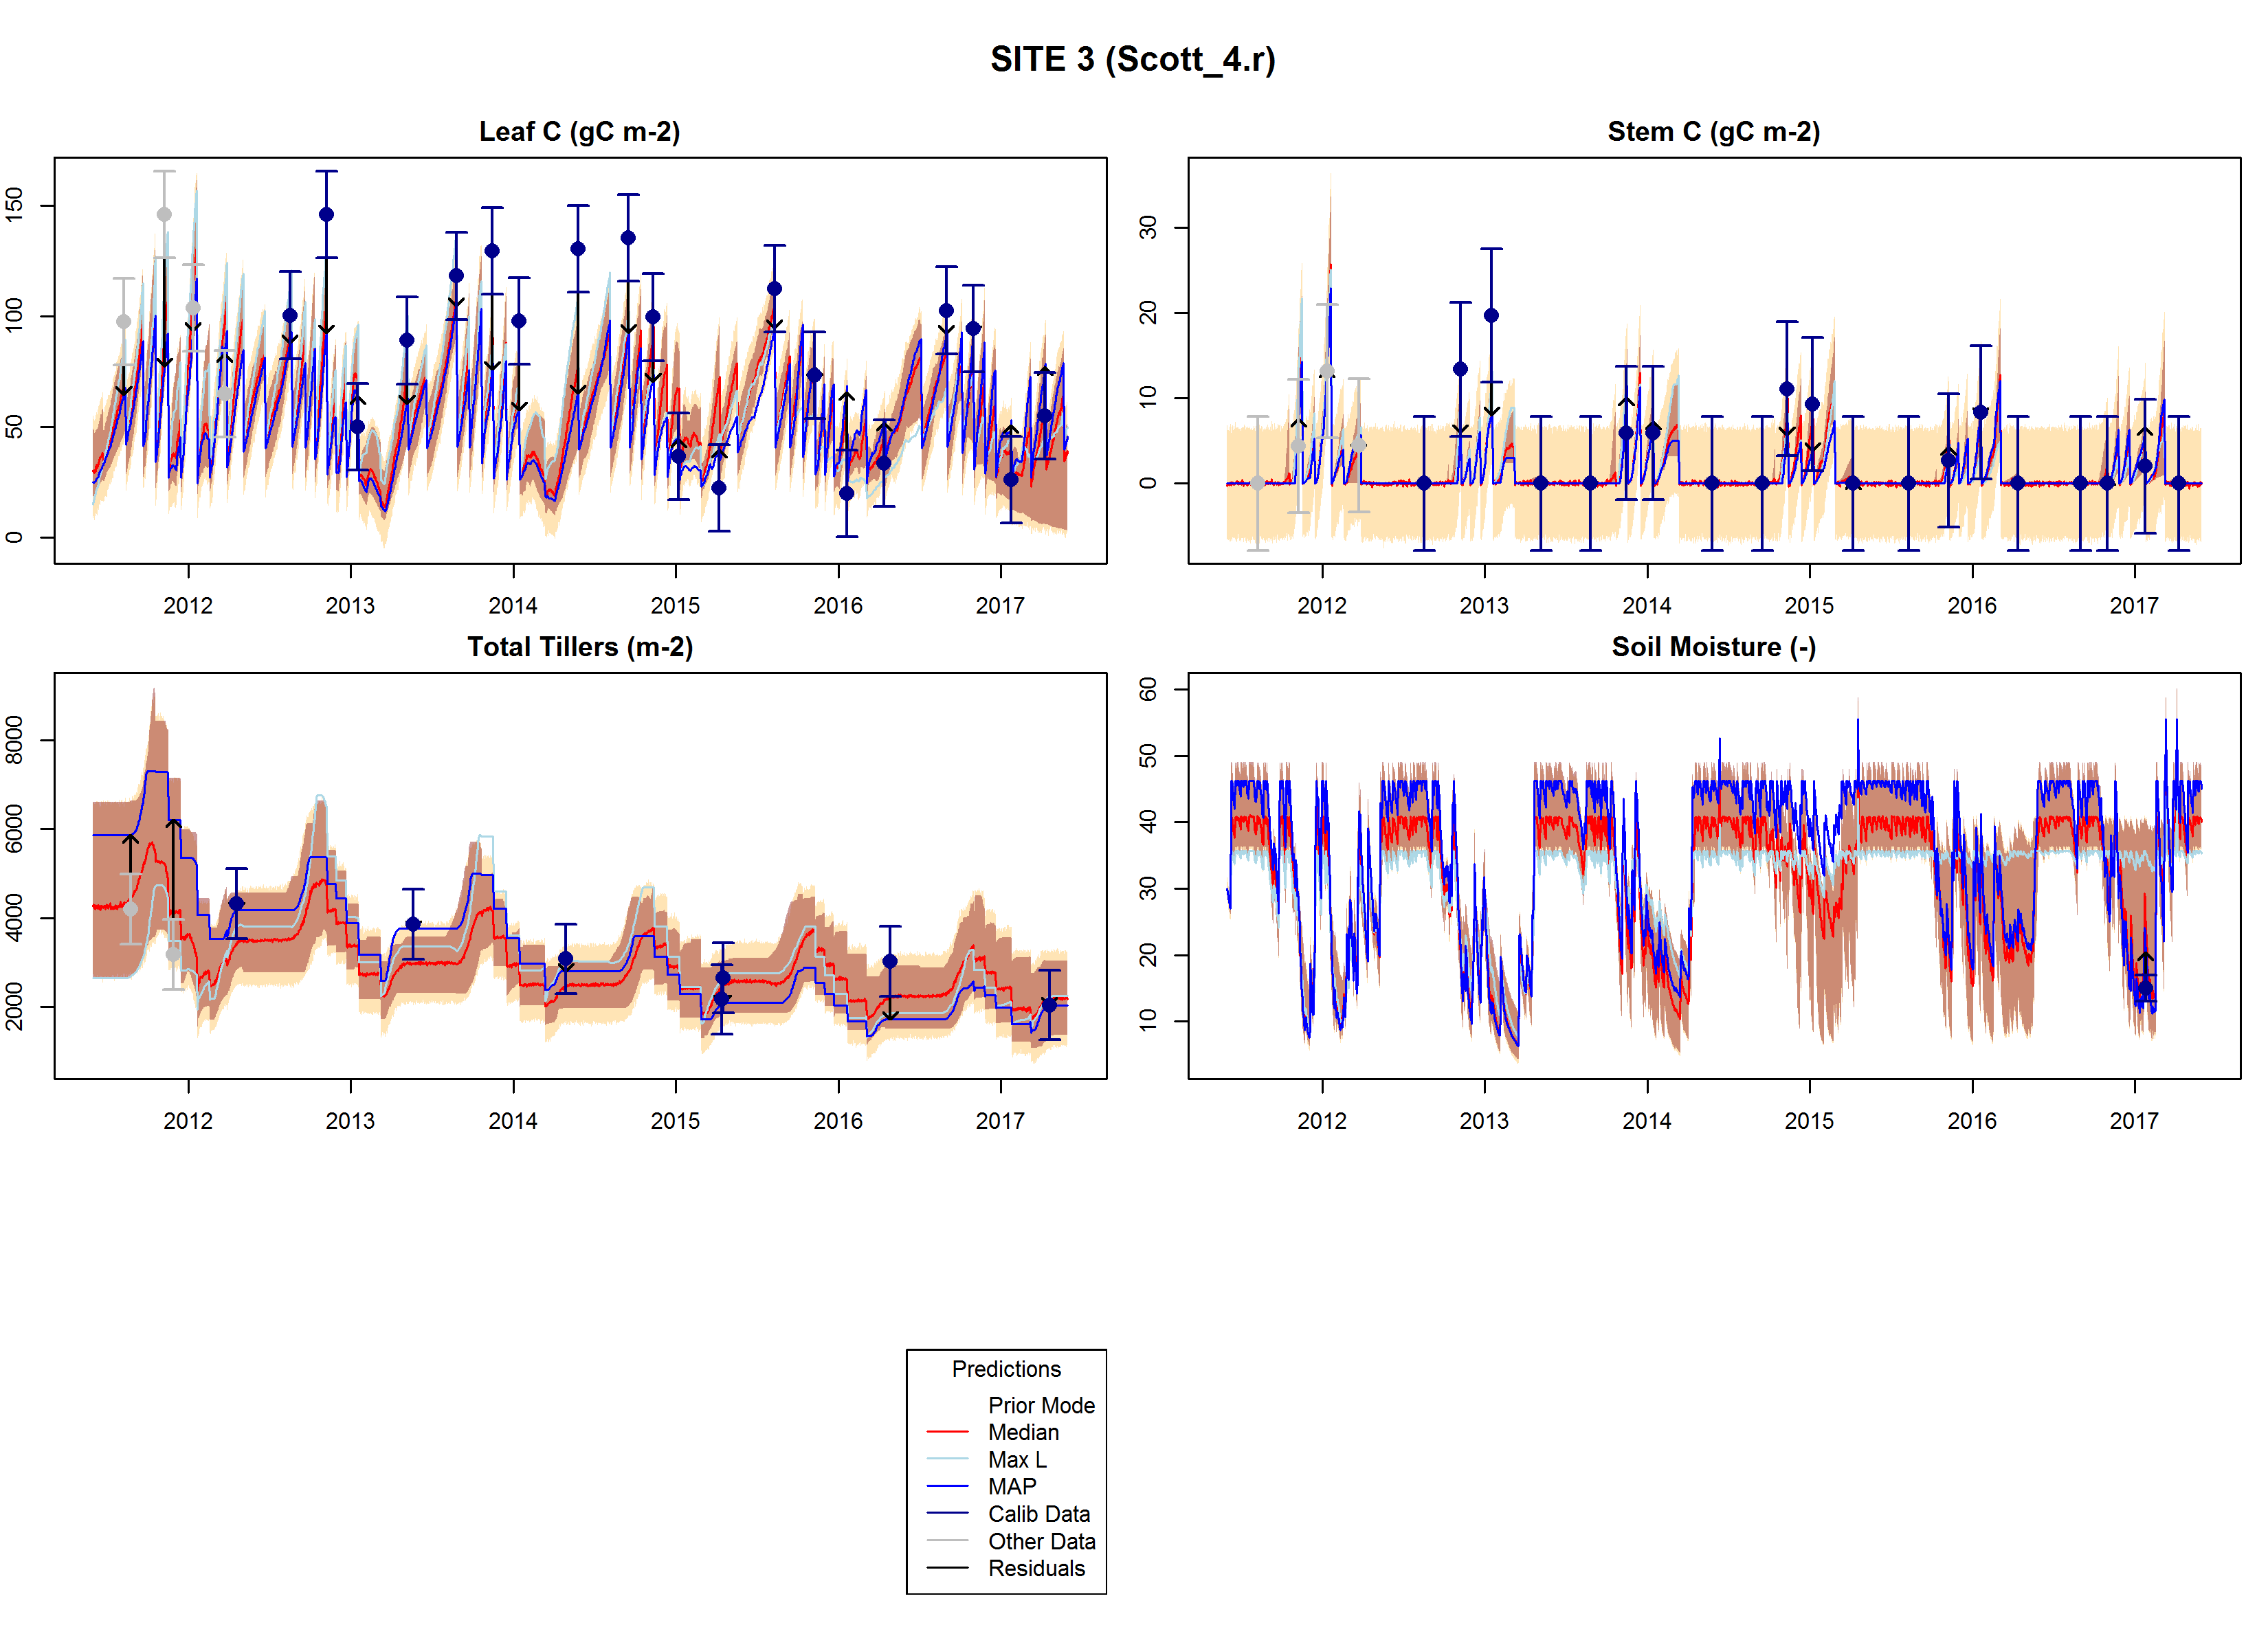 SITE 3 (Scott_4.r)
Leaf C (gC m-2)
150
100
50
0
2012 2013 2014 2015 2016 2017
Stem C (gC m-2)
30
20
10
0
2012 2013 2014 2015 2016 2017
Total Tillers (m-2)
8000
6000
4000
2000
2012 2013 2014 2015 2016 2017
Soil Moisture (-)
60
50
40
30
20
10
2012 2013 2014 2015 2016 2017
Predictions
Prior Mode
Median
Max L
MAP
Calib Data
Other Data
Residuals